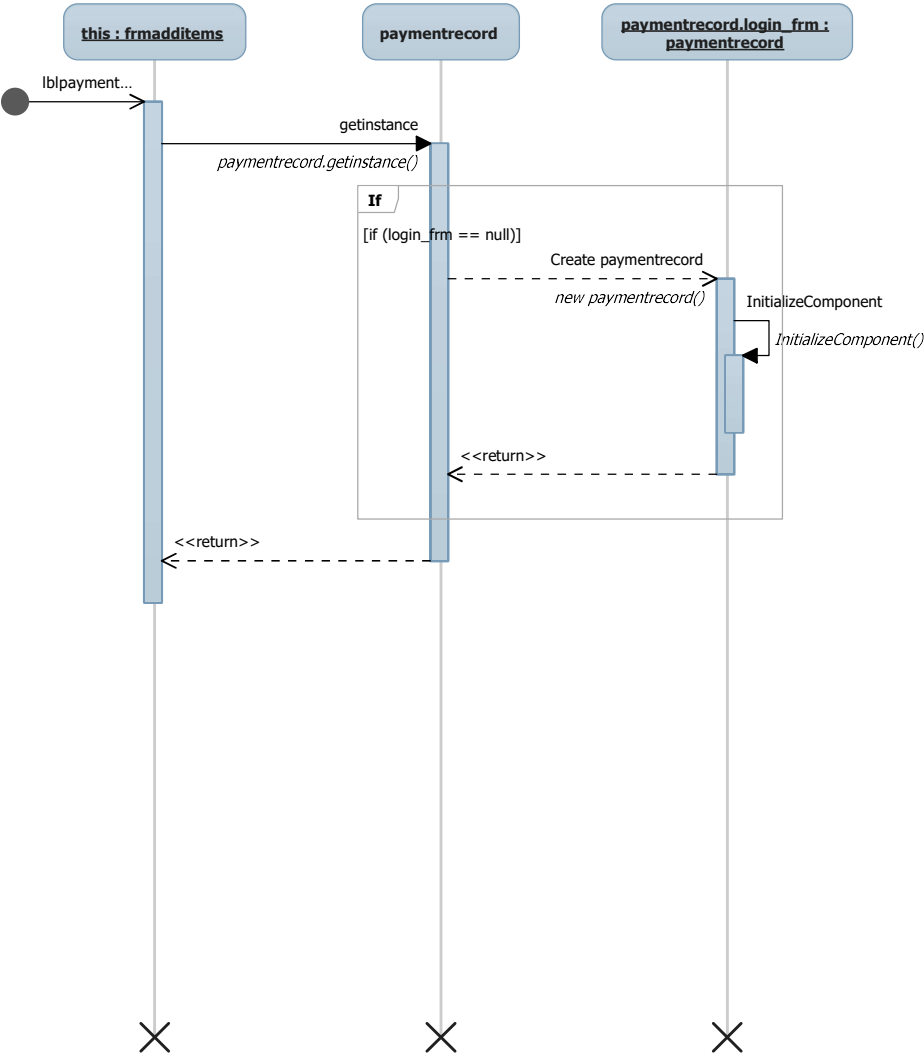 this : frmadditems
paymentrecord
paymentrecord.login_frm :
paymentrecord
lblpayment...
getinstance
paymentrecord.getinstance()
If
[if (login_frm == null)]
Create paymentrecord
new paymentrecord()
InitializeComponent
InitializeComponent()
<<return>>
<<return>>